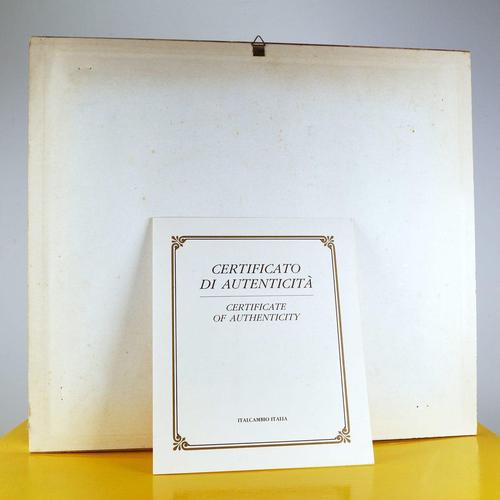 CERTIFICATO
DI AUTENTICITÀ
CERTIFICATE
OF AUTHENTICITY
ITALCAMBIO ITALIA